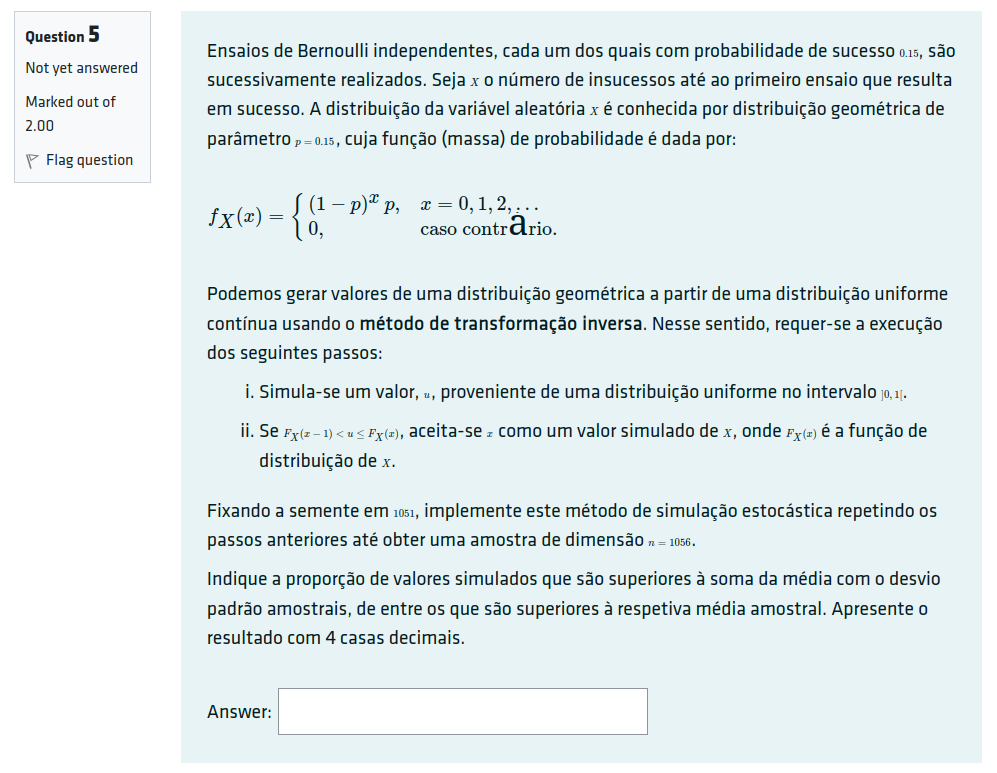 Question 5
Not yet answered
Marked out of
2.00
Flag question
Ensaios de Bernoulli independentes, cada um dos quais com probabilidade de sucesso 0.15, são
sucessivamente realizados. Seja X o número de insucessos até ao primeiro ensaio que resulta
em sucesso. A distribuição da variável aleatória X é conhecida por distribuição geométrica de
parâmetro p = 0.15, cuja função (massa) de probabilidade é dada por:
f_X(x) = { (1 − p)^x p, x = 0, 1, 2, …
0, caso contrário.
Podemos gerar valores de uma distribuição geométrica a partir de uma distribuição uniforme
contínua usando o método de transformação inversa. Nesse sentido, requer-se a execução
dos seguintes passos:
i. Simula-se um valor, u, proveniente de uma distribuição uniforme no intervalo ]0, 1[.
ii. Se F_X(x − 1) < u ≤ F_X(x), aceita-se x como um valor simulado de X, onde F_X(x) é a função de
distribuição de X.
Fixando a semente em 1051, implemente este método de simulação estocástica repetindo os
passos anteriores até obter uma amostra de dimensão n = 1056.
Indique a proporção de valores simulados que são superiores à soma da média com o desvio
padrão amostrais, de entre os que são superiores à respetiva média amostral. Apresente o
resultado com 4 casas decimais.
Answer: